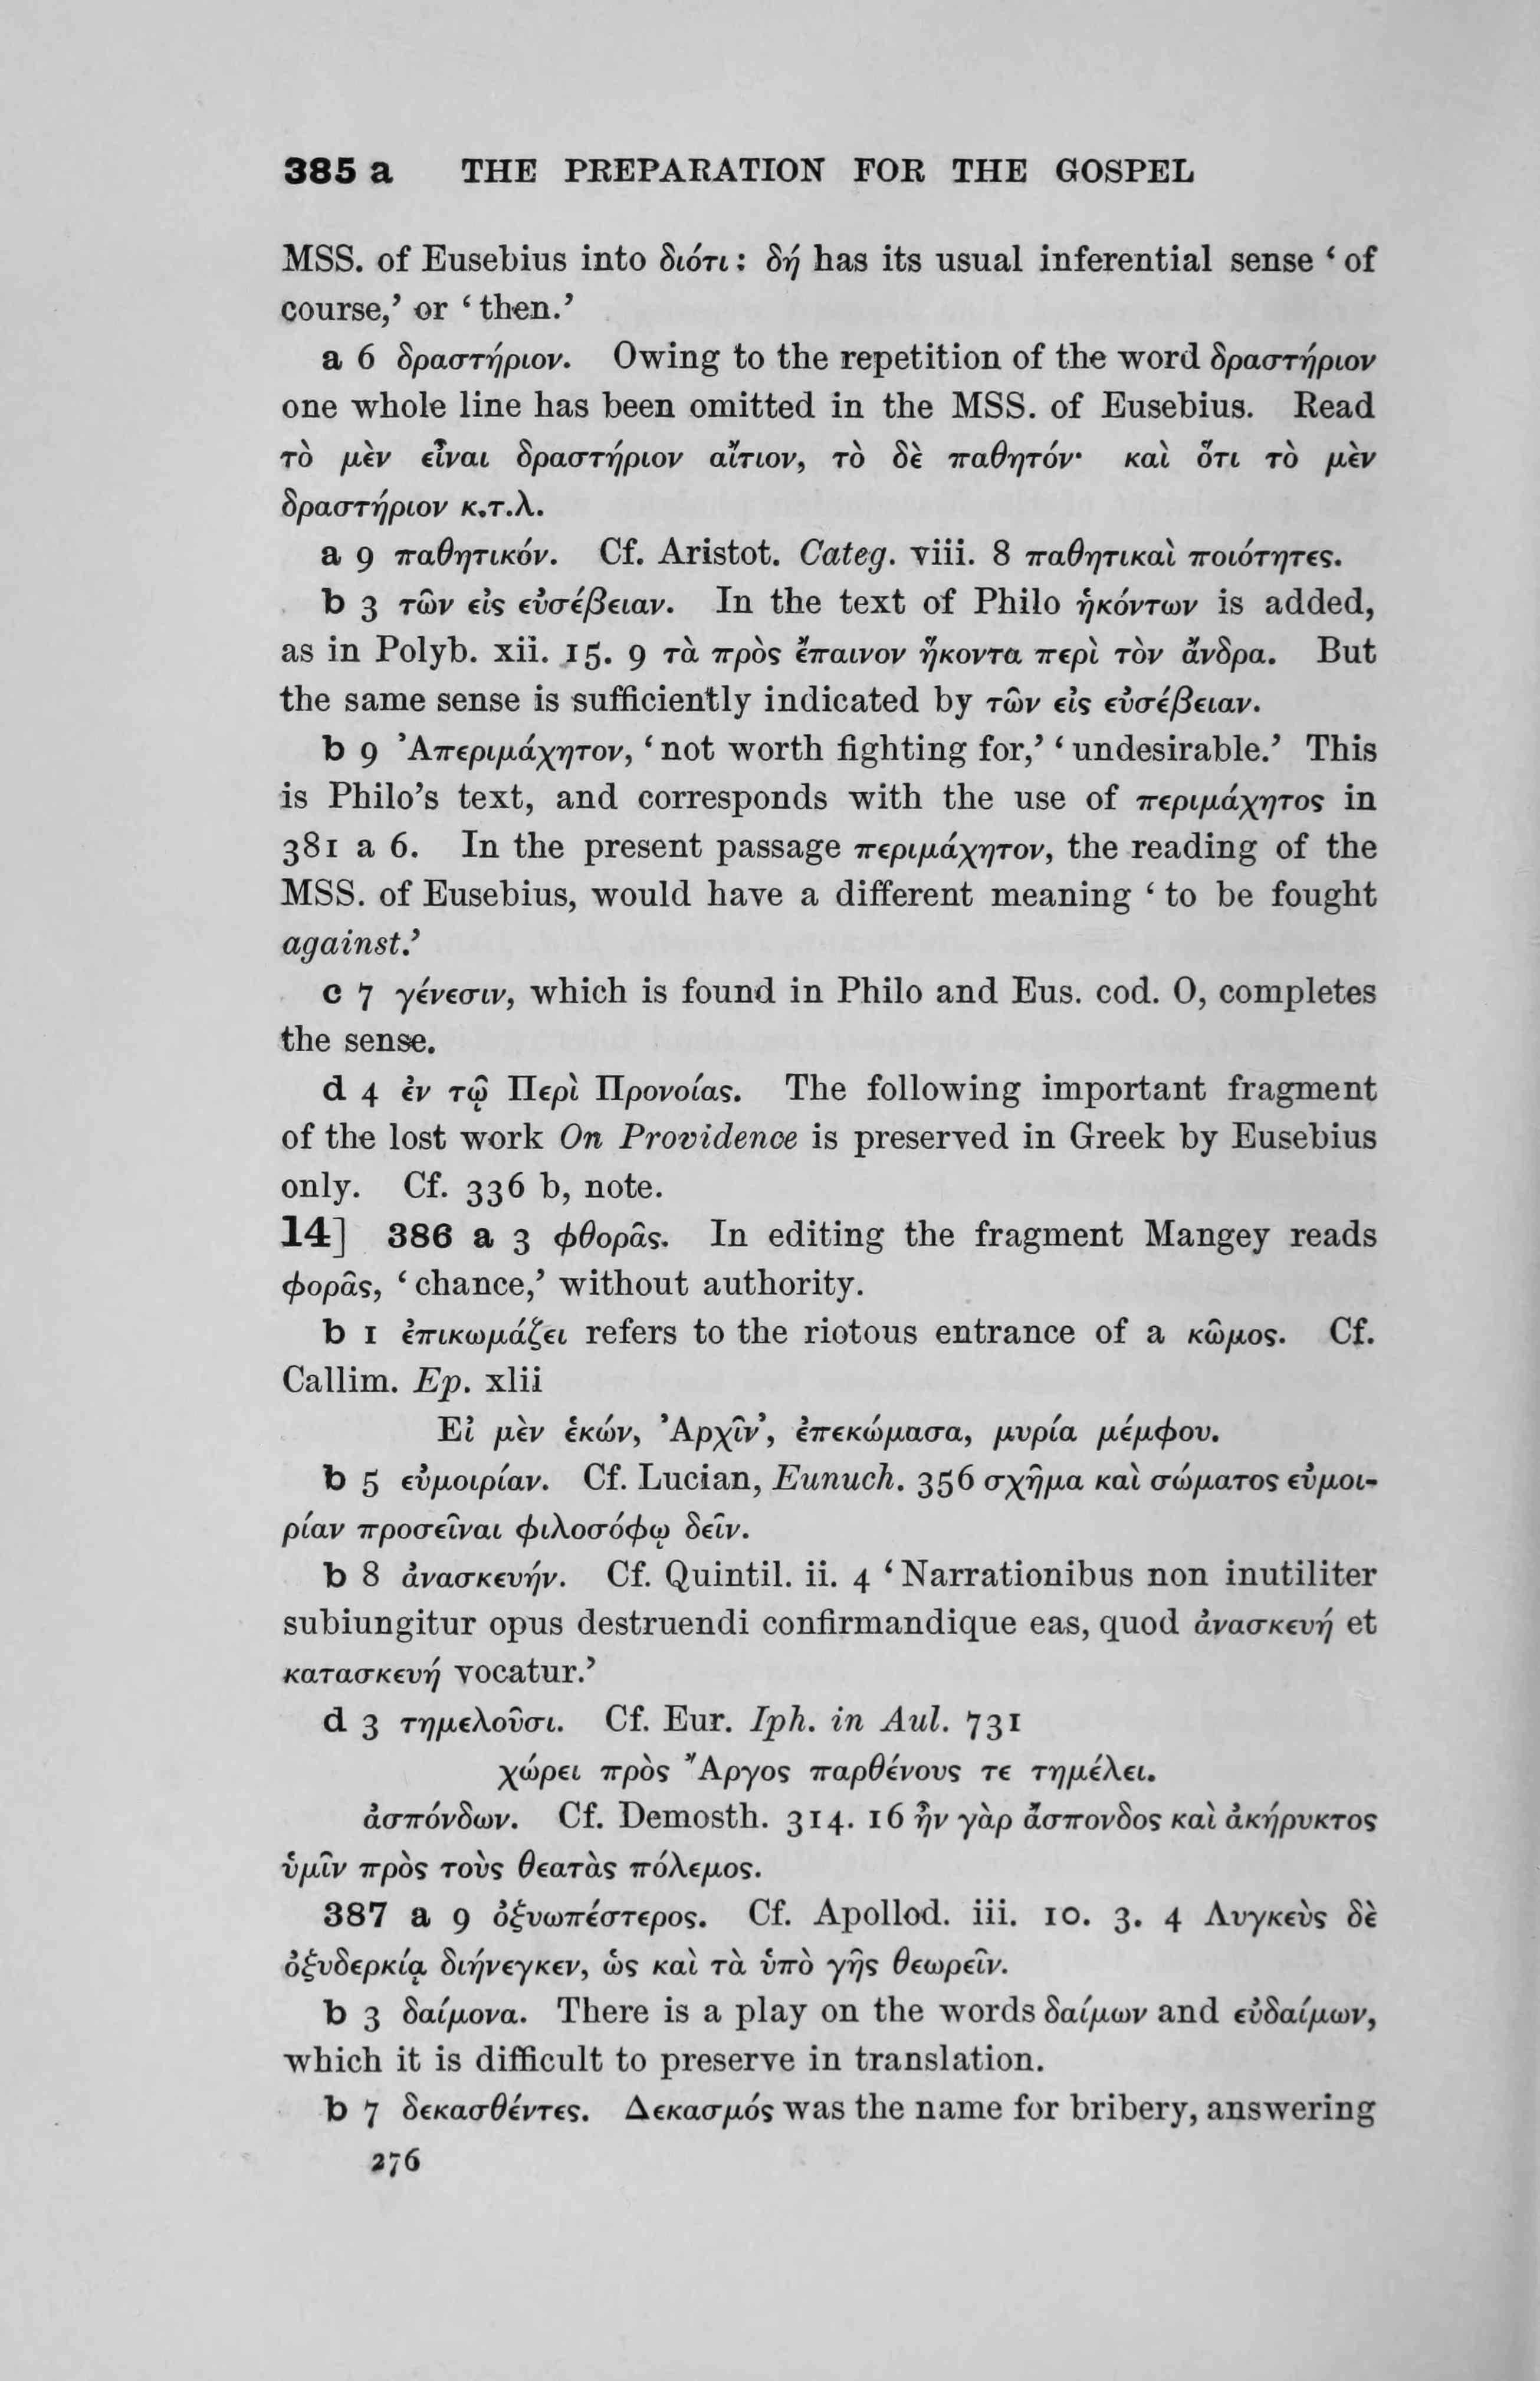 385 a THE PREPARATION FOR THE GOSPEL
MSS. of Eusebius into διότι : δή has its usual inferential sense ‘ of
course,’ or ‘ then.’
a 6 δραστήριον. Owing to the repetition of the word δραστήριον
one whole line has been omitted in the MSS. of Eusebius. Read
τὸ μὲν εἶναι δραστήριον αἴτιον, τὸ δὲ παθητόν· καὶ ὅτι τὸ μὲν
δραστήριον κ.τ.λ.
a 9 παθητικόν. Cf. Aristot. Categ. viii. 8 παθητικαὶ ποιότητες.
b 3 τῶν εἰς εὐσέβειαν. In the text of Philo ἡκόντων is added,
as in Polyb. xii. 15. 9 τὰ πρὸς ἔπαινον ἥκοντα περὶ τὸν ἄνδρα. But
the same sense is sufficiently indicated by τῶν εἰς εὐσέβειαν.
b 9 Ἀπεριμάχητον, ‘ not worth fighting for,’ ‘ undesirable.’ This
is Philo’s text, and corresponds with the use of περιμάχητος in
381 a 6. In the present passage περιμάχητον, the reading of the
MSS. of Eusebius, would have a different meaning ‘ to be fought
against.’
c 7 γένεσιν, which is found in Philo and Eus. cod. O, completes
the sense.
d 4 ἐν τῷ Περὶ Προνοίας. The following important fragment
of the lost work On Providence is preserved in Greek by Eusebius
only. Cf. 336 b, note.
14] 386 a 3 φθορᾶς. In editing the fragment Mangey reads
φορᾶς, ‘ chance,’ without authority.
b 1 ἐπικωμάζει refers to the riotous entrance of a κῶμος. Cf.
Callim. Ep. xlii
Εἰ μὲν ἑκών, Ἀρχῖν’, ἐπεκώμασα, μυρία μέμφου.
b 5 εὐμοιρίαν. Cf. Lucian, Eunuch. 356 σχῆμα καὶ σώματος εὐμοι-
ρίαν προσεῖναι φιλοσόφῳ δεῖν.
b 8 ἀνασκευήν. Cf. Quintil. ii. 4 ‘ Narrationibus non inutiliter
subiungitur opus destruendi confirmandique eas, quod ἀνασκευή et
κατασκευή vocatur.’
d 3 τημελοῦσι. Cf. Eur. Iph. in Aul. 731
χώρει πρὸς Ἄργος παρθένους τε τημέλει.
ἀσπόνδων. Cf. Demosth. 314. 16 ἦν γὰρ ἄσπονδος καὶ ἀκήρυκτος
ὑμῖν πρὸς τοὺς θεατὰς πόλεμος.
387 a 9 ὀξυωπέστερος. Cf. Apollod. iii. 10. 3. 4 Λυγκεὺς δὲ
ὀξυδερκίᾳ διήνεγκεν, ὡς καὶ τὰ ὑπὸ γῆς θεωρεῖν.
b 3 δαίμονα. There is a play on the words δαίμων and εὐδαίμων,
which it is difficult to preserve in translation.
b 7 δεκασθέντες. Δεκασμός was the name for bribery, answering
276